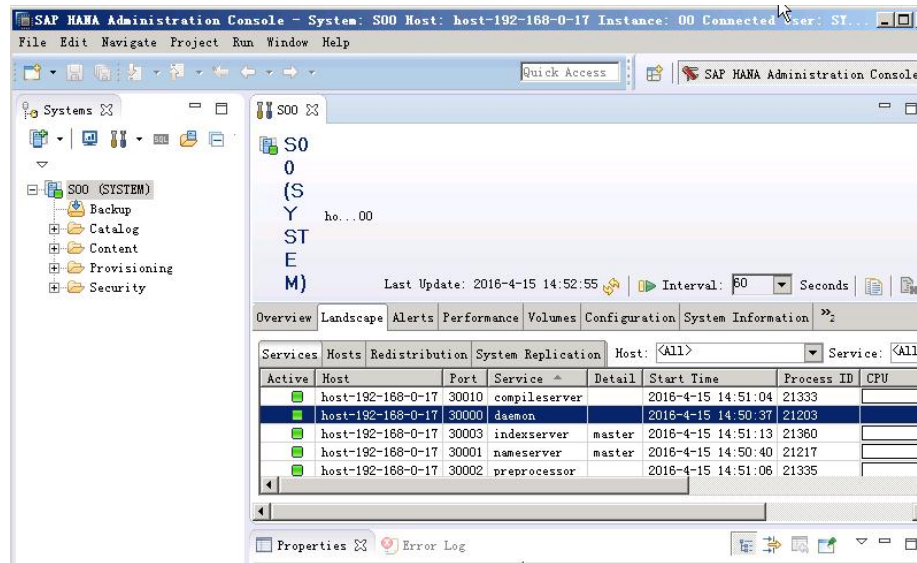 SAP HANA Administration Console - System: S00 Host: host-192-168-0-17 Instance: 00 Connected User: SY...
File Edit Navigate Project Run Window Help
Quick Access
SAP HANA Administration Console
Systems
S00 (SYSTEM)
Backup
Catalog
Content
Provisioning
Security
S00
S0
0
(S
Y
ST
E
M)
ho...00
Last Update: 2016-4-15 14:52:55 Interval: 60 Seconds
Overview Landscape Alerts Performance Volumes Configuration System Information »2
Services Hosts Redistribution System Replication Host: <All> Service: <All
Active Host Port Service Detail Start Time Process ID CPU
host-192-168-0-17 30010 compileserver 2016-4-15 14:51:04 21333
host-192-168-0-17 30000 daemon 2016-4-15 14:50:37 21203
host-192-168-0-17 30003 indexserver master 2016-4-15 14:51:13 21360
host-192-168-0-17 30001 nameserver master 2016-4-15 14:50:40 21217
host-192-168-0-17 30002 preprocessor 2016-4-15 14:51:06 21335
Properties Error Log